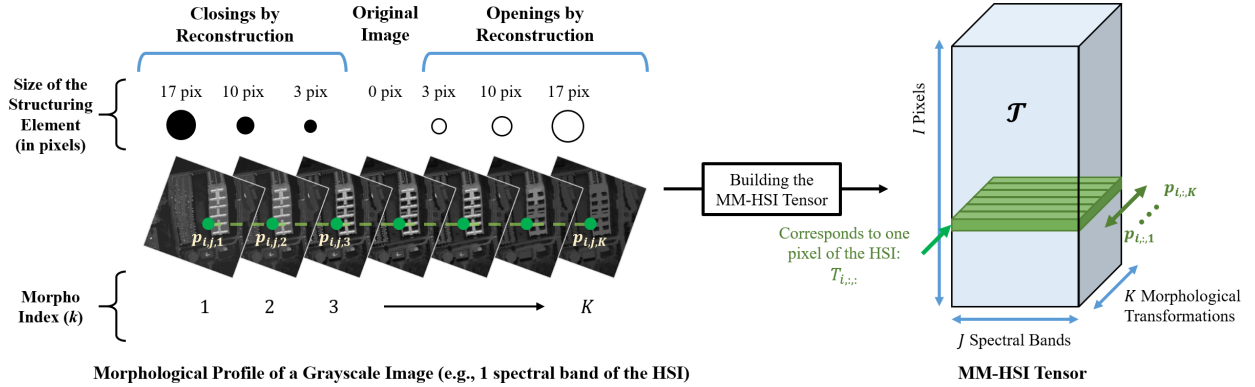 Closings by
Reconstruction
Original
Image
Openings by
Reconstruction
Size of the
Structuring
Element
(in pixels)
17 pix 10 pix 3 pix 0 pix 3 pix 10 pix 17 pix
p_{i,j,1} p_{i,j,2} p_{i,j,3} p_{i,j,K}
Morpho
Index (k)
1 2 3 K
Morphological Profile of a Grayscale Image (e.g., 1 spectral band of the HSI)
Building the
MM-HSI Tensor
I Pixels
𝓣
p_{i,:,K}
p_{i,:,1}
Corresponds to one
pixel of the HSI:
T_{i,:,:}
K Morphological
Transformations
J Spectral Bands
MM-HSI Tensor